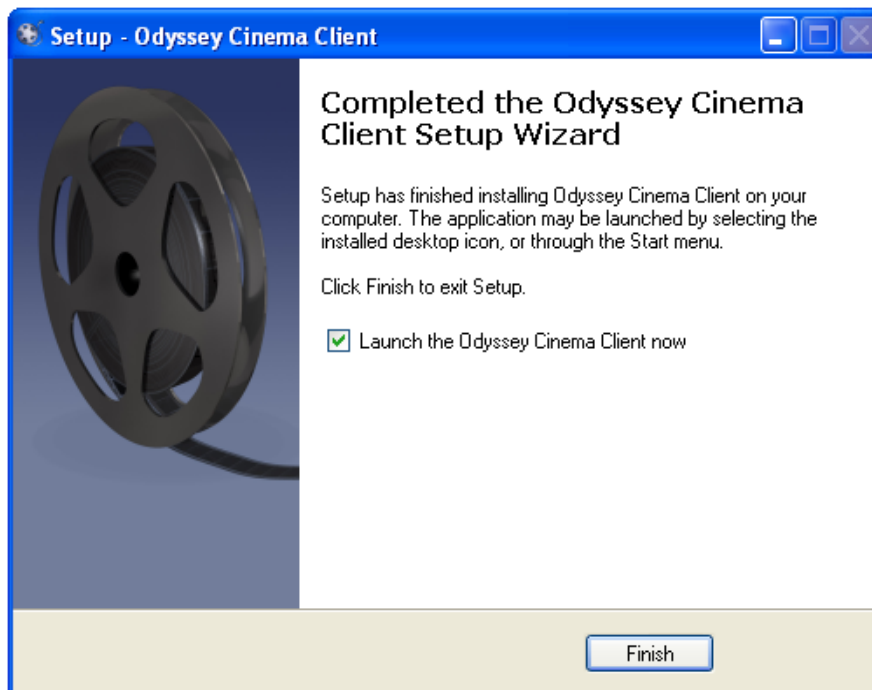 Setup - Odyssey Cinema Client
Completed the Odyssey Cinema
Client Setup Wizard
Setup has finished installing Odyssey Cinema Client on your
computer. The application may be launched by selecting the
installed desktop icon, or through the Start menu.
Click Finish to exit Setup.
Launch the Odyssey Cinema Client now
Finish